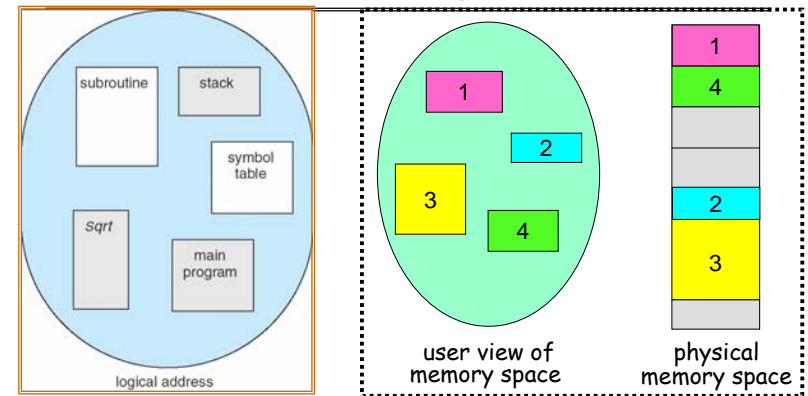 subroutine
stack
symbol
table
Sqrt
main
program
logical address
1
2
3
4
user view of
memory space
1
4
2
3
physical
memory space